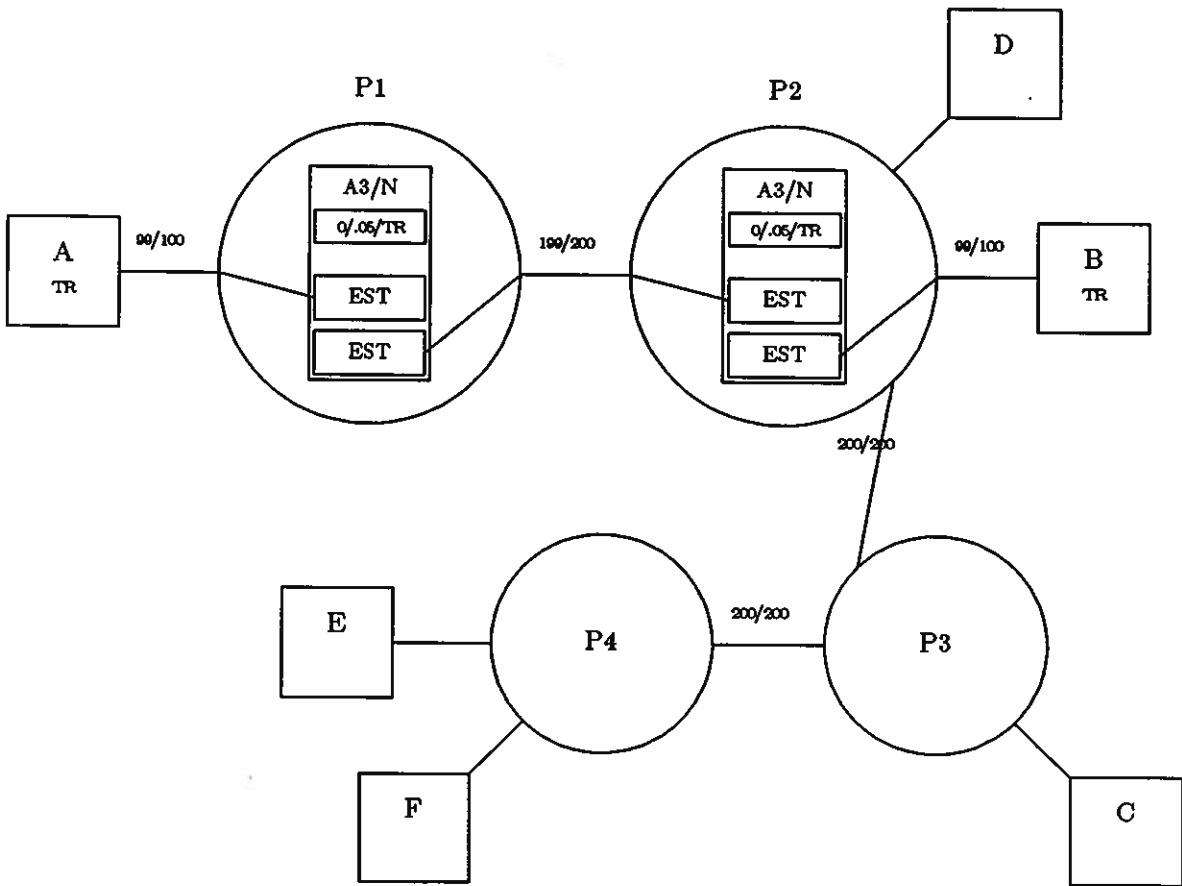 D
P1
P2
A3/N
A3/N
0/.05/TR
0/.05/TR
A
TR
99/100
199/200
99/100
B
TR
EST
EST
EST
EST
200/200
E
P4
200/200
P3
F
C